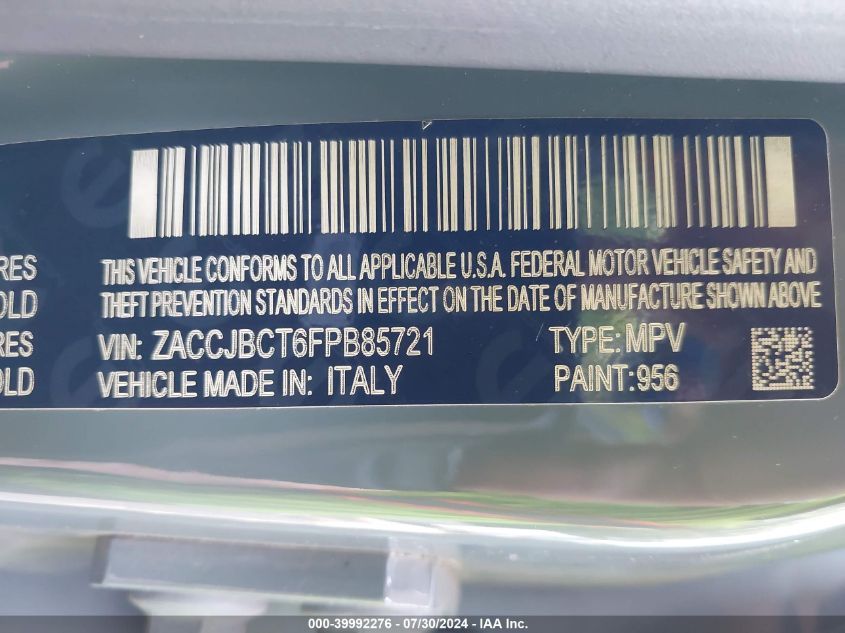 THIS VEHICLE CONFORMS TO ALL APPLICABLE U.S.A. FEDERAL MOTOR VEHICLE SAFETY AND
THEFT PREVENTION STANDARDS IN EFFECT ON THE DATE OF MANUFACTURE SHOWN ABOVE
VIN: ZACCJBCT6FPB85721 TYPE: MPV
VEHICLE MADE IN: ITALY PAINT:956
RES
OLD
RES
OLD
000-39992276 - 07/30/2024 - IAA Inc.